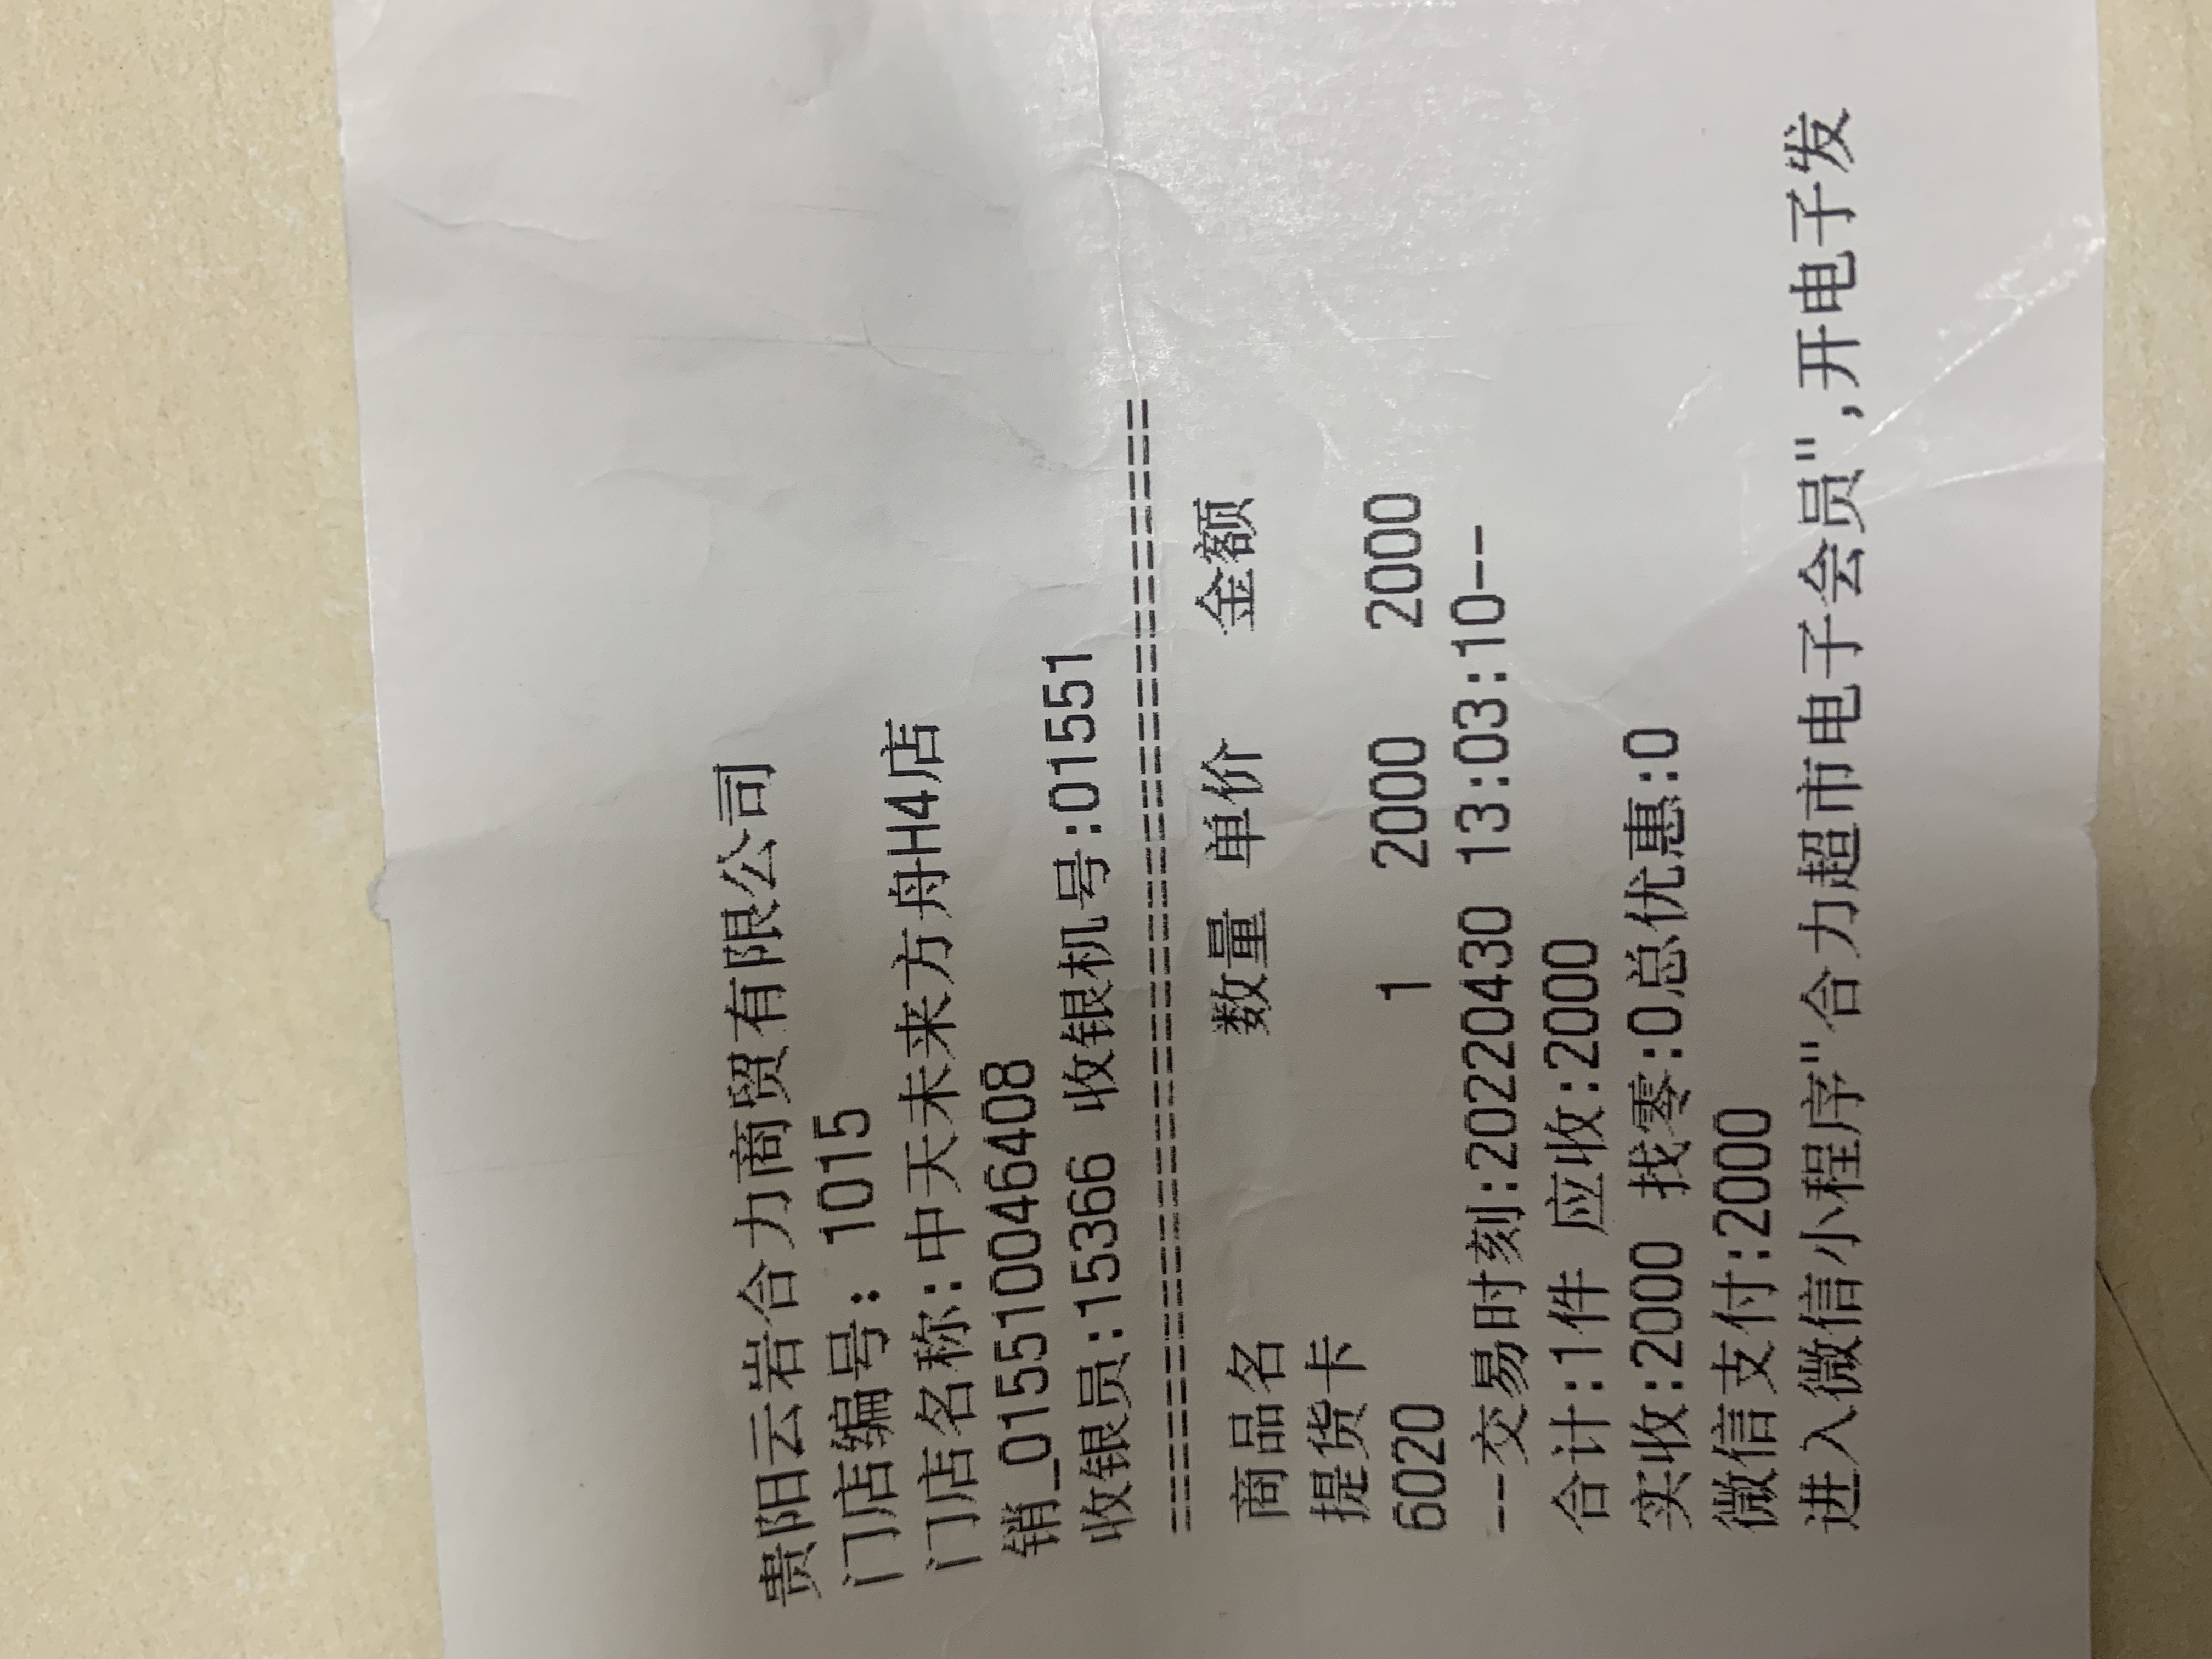 贵阳云岩合力商贸有限公司
门店编号: 1015
门店名称:中天未来方舟H4店
销_015510046408
收银员:15366 收银机号:01551
================================
商品名 数量 单价 金额
提货卡
6020 1 2000 2000
---交易时刻:20220430 13:03:10--
合计:1件 应收:2000
实收:2000 找零:0总优惠:0
微信支付:2000
进入微信小程序"合力超市电子会员",开电子发